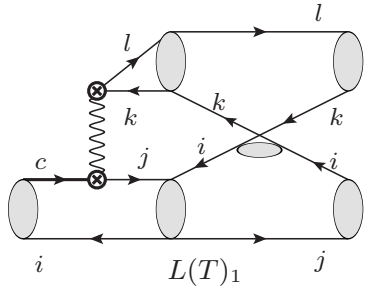 l l
k k k
c j i i
i j
L(T)₁